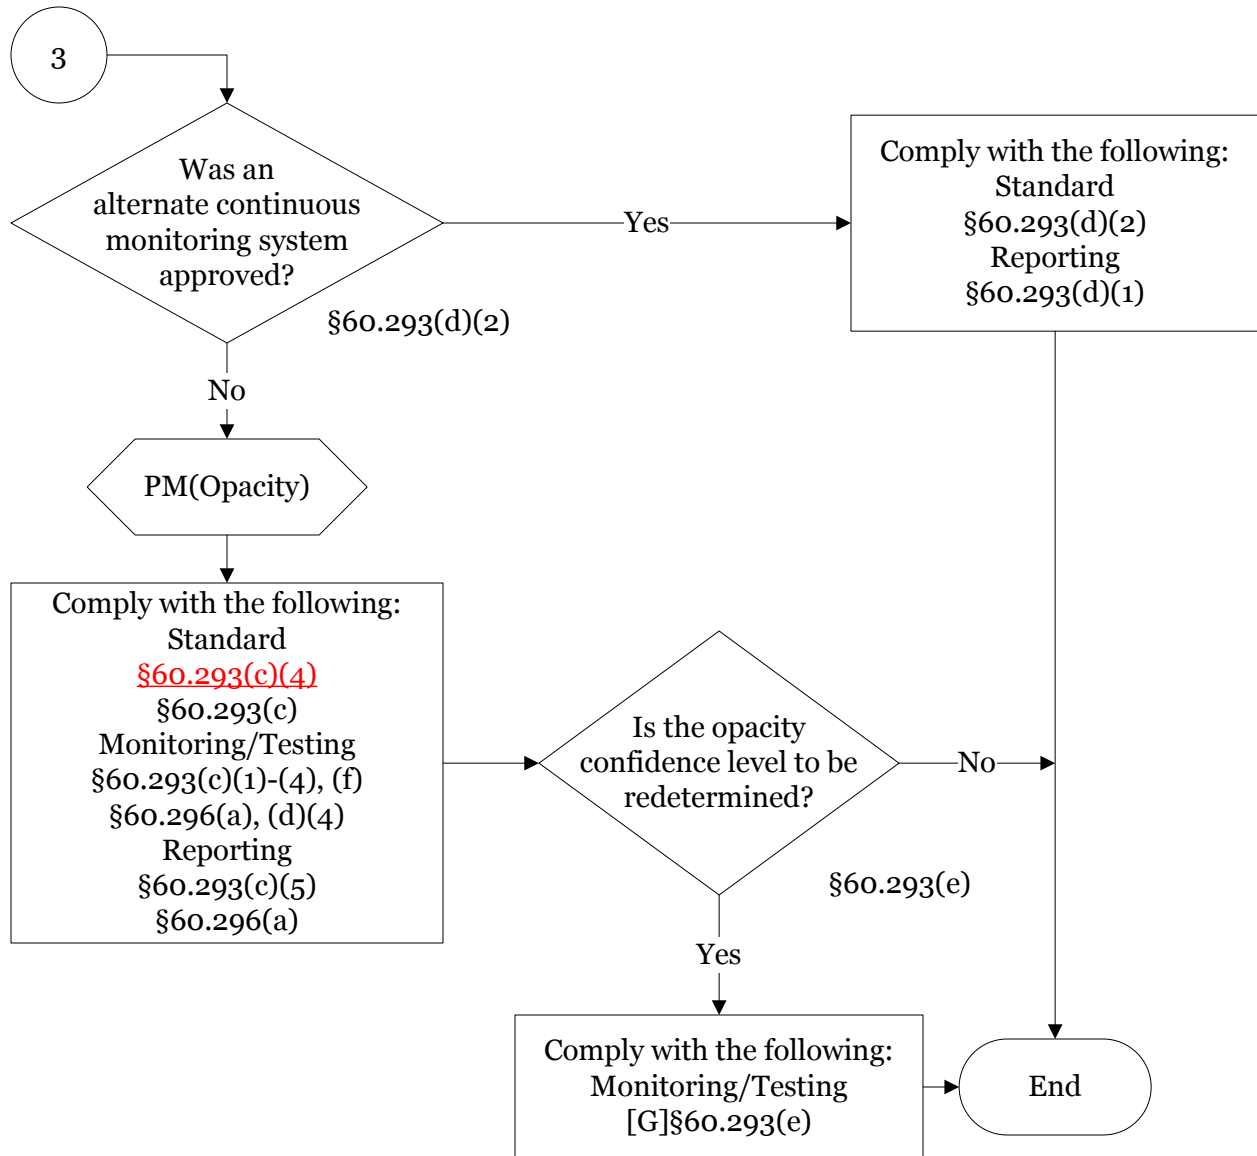 3
Was an
alternate continuous
monitoring system
approved?
§60.293(d)(2)
Yes
Comply with the following:
Standard
§60.293(d)(2)
Reporting
§60.293(d)(1)
No
PM(Opacity)
Comply with the following:
Standard
§60.293(c)(4)
§60.293(c)
Monitoring/Testing
§60.293(c)(1)-(4), (f)
§60.296(a), (d)(4)
Reporting
§60.293(c)(5)
§60.296(a)
Is the opacity
confidence level to be
redetermined?
§60.293(e)
No
Yes
Comply with the following:
Monitoring/Testing
[G]§60.293(e)
End